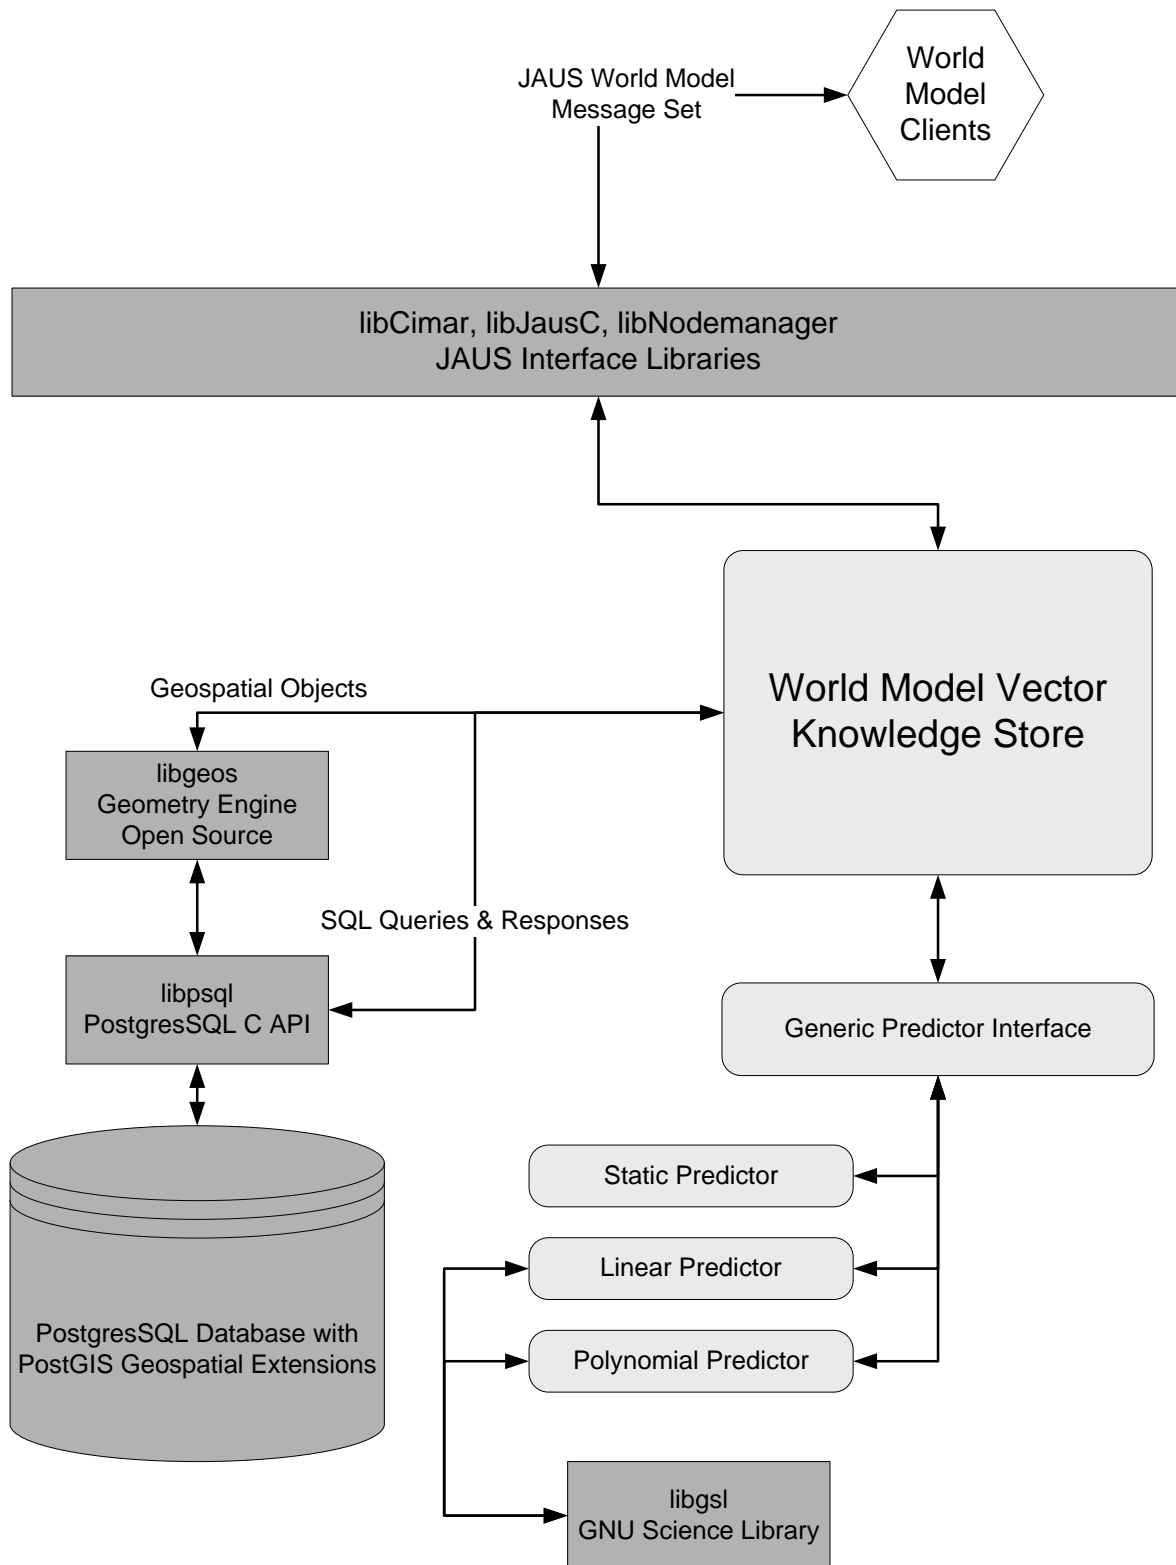 JAUS World Model
Message Set
World
Model
Clients
libCimar, libJausC, libNodemanager
JAUS Interface Libraries
World Model Vector
Knowledge Store
Geospatial Objects
libgeos
Geometry Engine
Open Source
SQL Queries & Responses
libpsql
PostgresSQL C API
Generic Predictor Interface
Static Predictor
Linear Predictor
Polynomial Predictor
PostgresSQL Database with
PostGIS Geospatial Extensions
libgsl
GNU Science Library